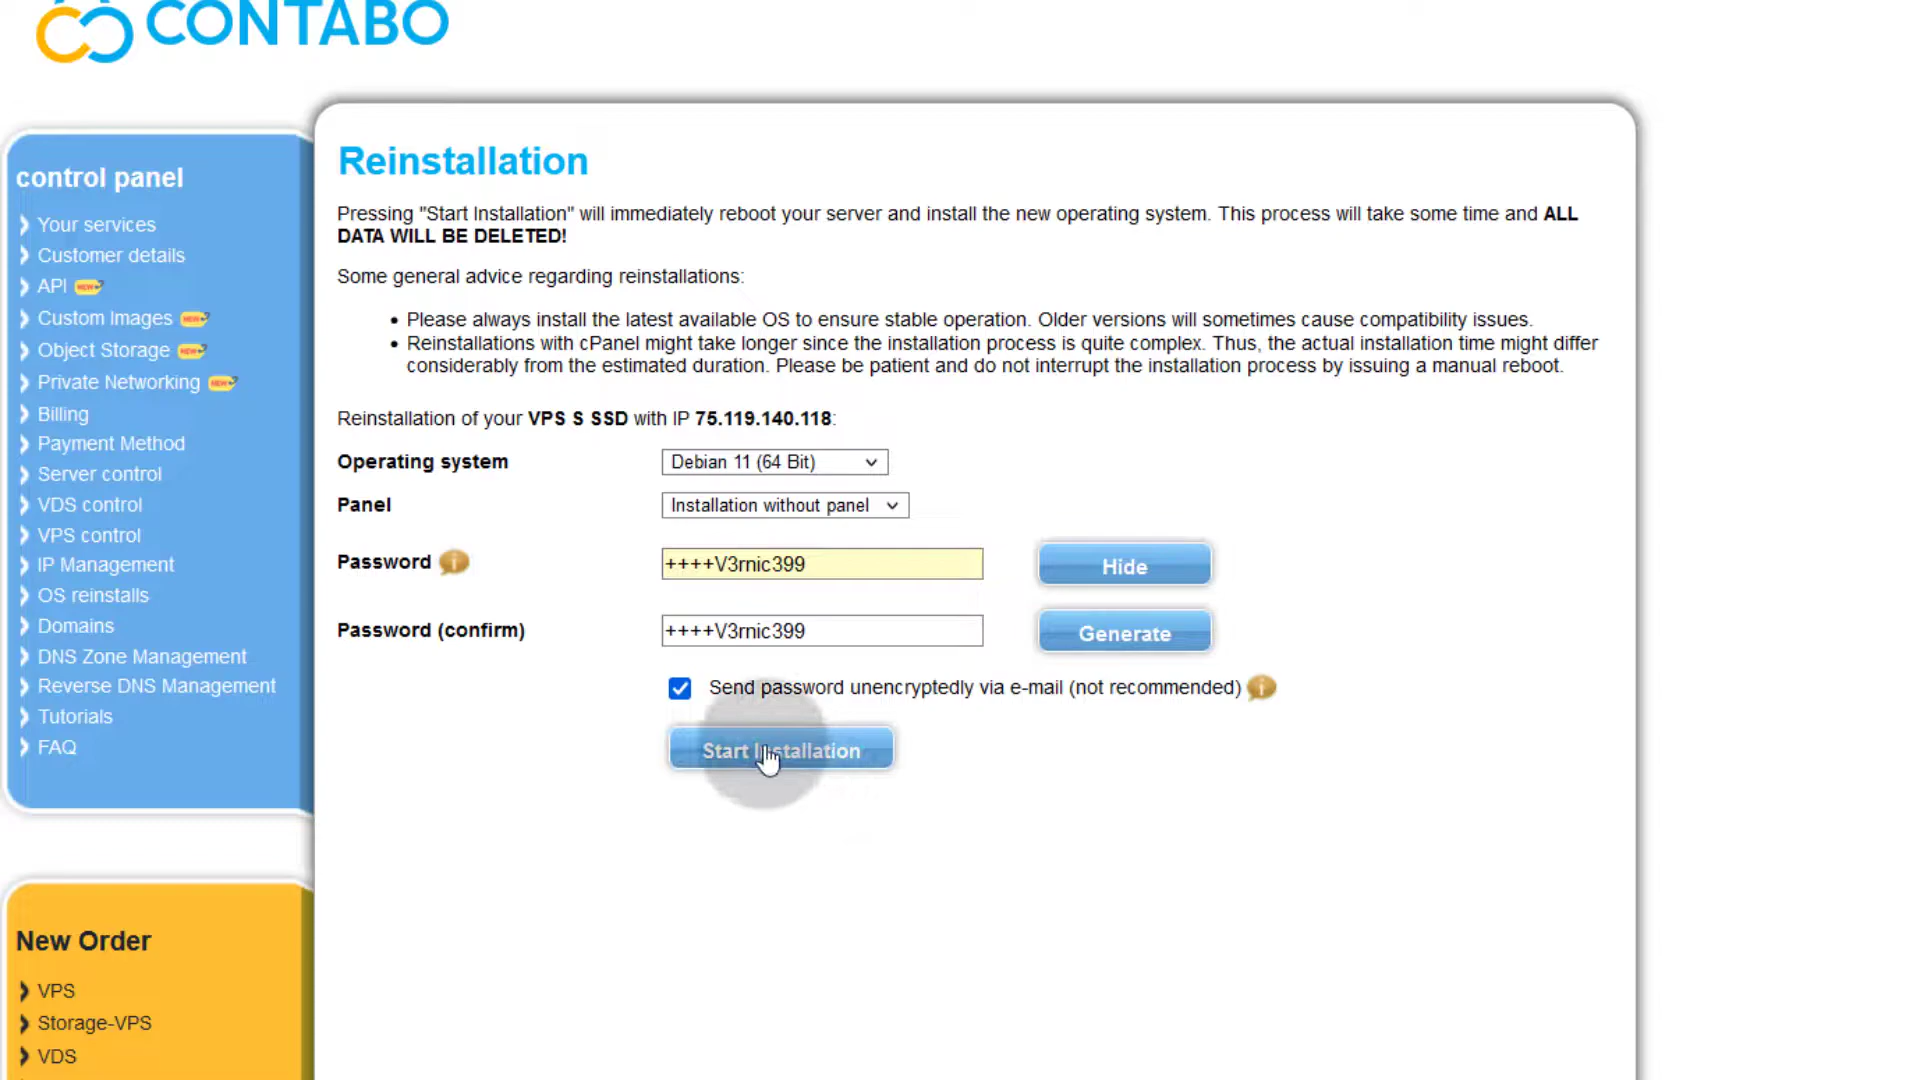 CONTABO
control panel
Your services
Customer details
API NEW
Custom Images NEW
Object Storage NEW
Private Networking NEW
Billing
Payment Method
Server control
VDS control
VPS control
IP Management
OS reinstalls
Domains
DNS Zone Management
Reverse DNS Management
Tutorials
FAQ
New Order
VPS
Storage-VPS
VDS
Reinstallation
Pressing "Start Installation" will immediately reboot your server and install the new operating system. This process will take some time and ALL
DATA WILL BE DELETED!
Some general advice regarding reinstallations:
• Please always install the latest available OS to ensure stable operation. Older versions will sometimes cause compatibility issues.
• Reinstallations with cPanel might take longer since the installation process is quite complex. Thus, the actual installation time might differ
considerably from the estimated duration. Please be patient and do not interrupt the installation process by issuing a manual reboot.
Reinstallation of your VPS S SSD with IP 75.119.140.118:
Operating system Debian 11 (64 Bit)
Panel Installation without panel
Password ++++V3rnic399 Hide
Password (confirm) ++++V3rnic399 Generate
Send password unencryptedly via e-mail (not recommended)
Start Installation